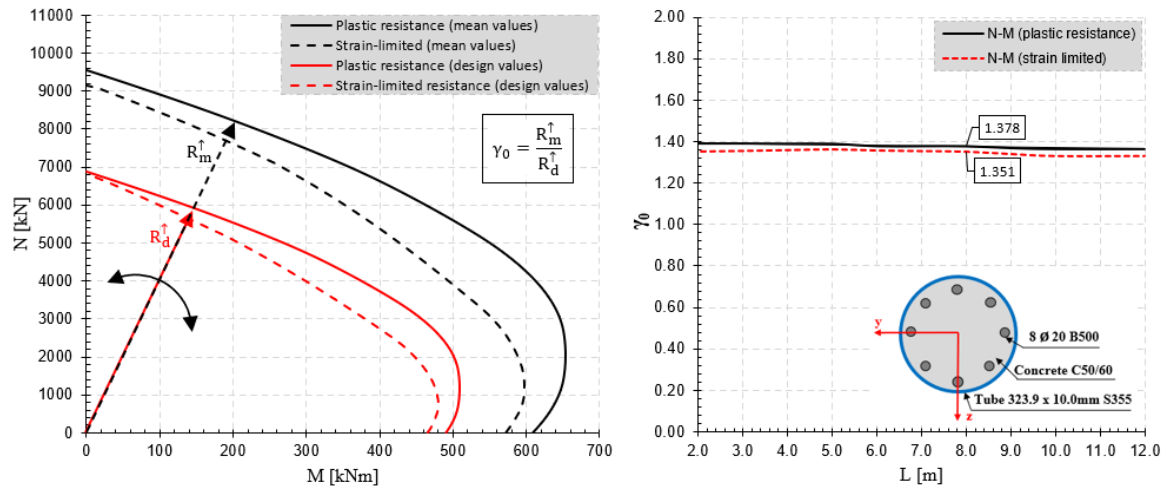 11000
10000
9000
8000
7000
6000
5000
4000
3000
2000
1000
0
N [kN]
Plastic resistance (mean values)
Strain-limited (mean values)
Plastic resistance (design values)
Strain-limited resistance (design values)
γ₀ = R↑m / R↑d
R↑m
R↑d
0 100 200 300 400 500 600 700
M [kNm]
2.00
1.80
1.60
1.40
1.20
1.00
0.80
0.60
0.40
0.20
0.00
γ₀
N-M (plastic resistance)
N-M (strain limited)
1.378
1.351
y
z
8 Ø 20 B500
Concrete C50/60
Tube 323.9 x 10.0mm S355
2.0 3.0 4.0 5.0 6.0 7.0 8.0 9.0 10.0 11.0 12.0
L [m]